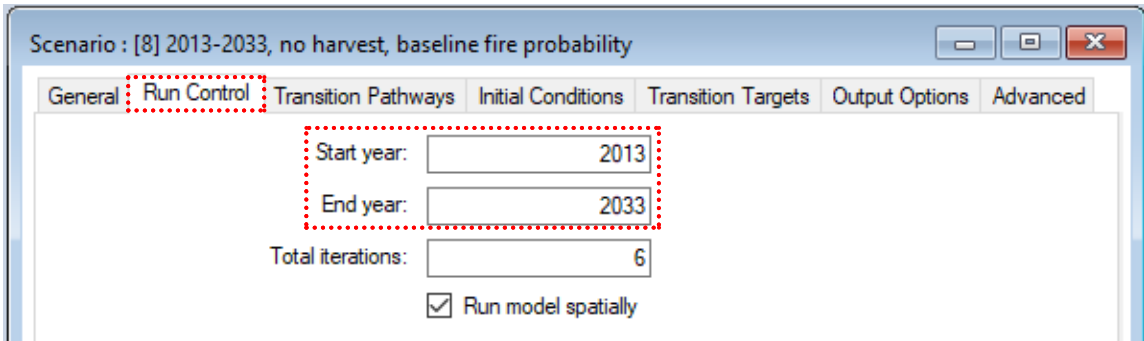 Scenario : [8] 2013-2033, no harvest, baseline fire probability
General Run Control Transition Pathways Initial Conditions Transition Targets Output Options Advanced
Start year: 2013
End year: 2033
Total iterations: 6
Run model spatially